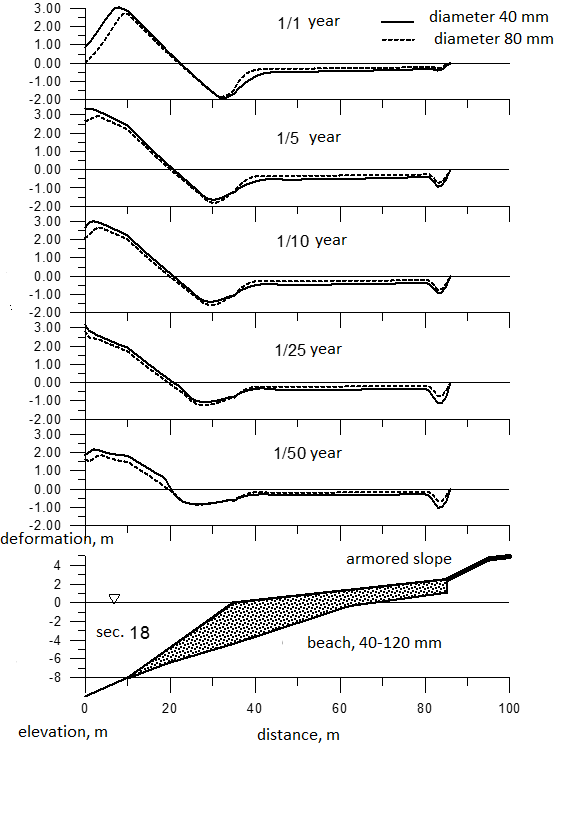 3.00
2.00
1.00
0.00
-1.00
-2.00
1/1 year
diameter 40 mm
diameter 80 mm
3.00
2.00
1.00
0.00
-1.00
-2.00
1/5 year
3.00
2.00
1.00
0.00
-1.00
-2.00
1/10 year
3.00
2.00
1.00
0.00
-1.00
-2.00
1/25 year
3.00
2.00
1.00
0.00
-1.00
-2.00
1/50 year
deformation, m
4
2
0
-2
-4
-6
-8
armored slope
sec. 18
beach, 40-120 mm
0 20 40 60 80 100
elevation, m
distance, m